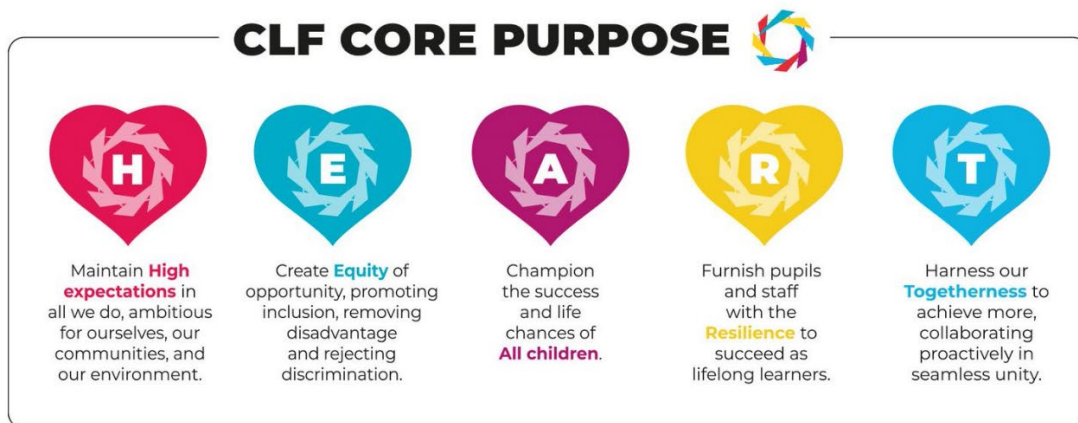 CLF CORE PURPOSE
H
Maintain High
expectations in
all we do, ambitious
for ourselves, our
communities, and
our environment.
E
Create Equity of
opportunity, promoting
inclusion, removing
disadvantage
and rejecting
discrimination.
A
Champion
the success
and life
chances of
All children.
R
Furnish pupils
and staff
with the
Resilience to
succeed as
lifelong learners.
T
Harness our
Togetherness to
achieve more,
collaborating
proactively in
seamless unity.